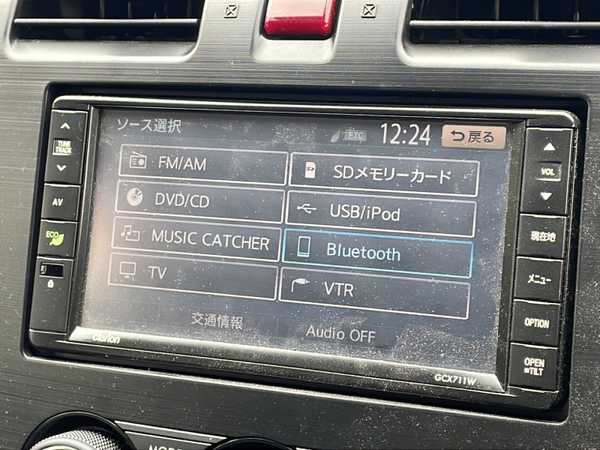 ソース選択
ETC
12:24
戻る
FM/AM
SDメモリーカード
DVD/CD
USB/iPod
MUSIC CATCHER
Bluetooth
TV
VTR
交通情報
Audio OFF
TUNE
TRACK
AV
ECO
VOL
現在地
メニュー
OPTION
OPEN
TILT
Clarion
GCX711W
MODE